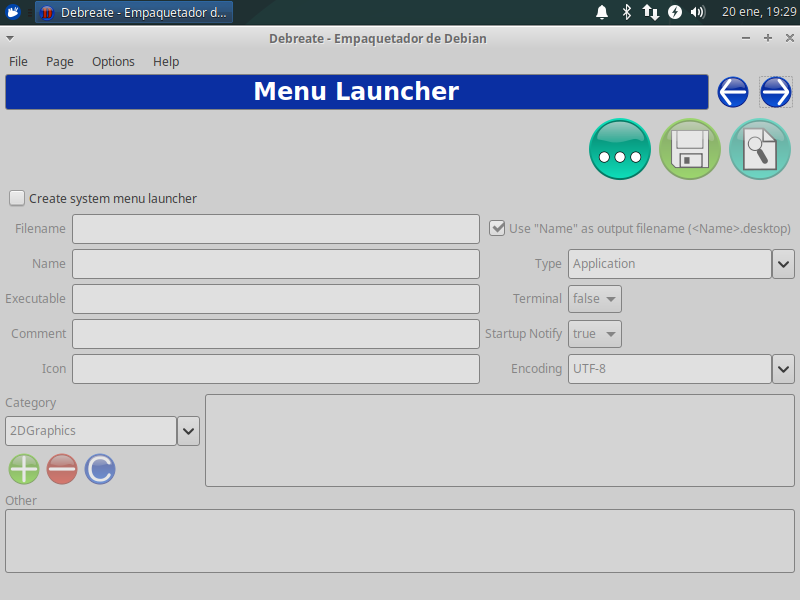 Debreate - Empaquetador d...
20 ene, 19:29
Debreate - Empaquetador de Debian
File Page Options Help
Menu Launcher
Create system menu launcher
Filename
Use "Name" as output filename (<Name>.desktop)
Name
Type Application
Executable
Terminal false
Comment
Startup Notify true
Icon
Encoding UTF-8
Category
2DGraphics
C
Other